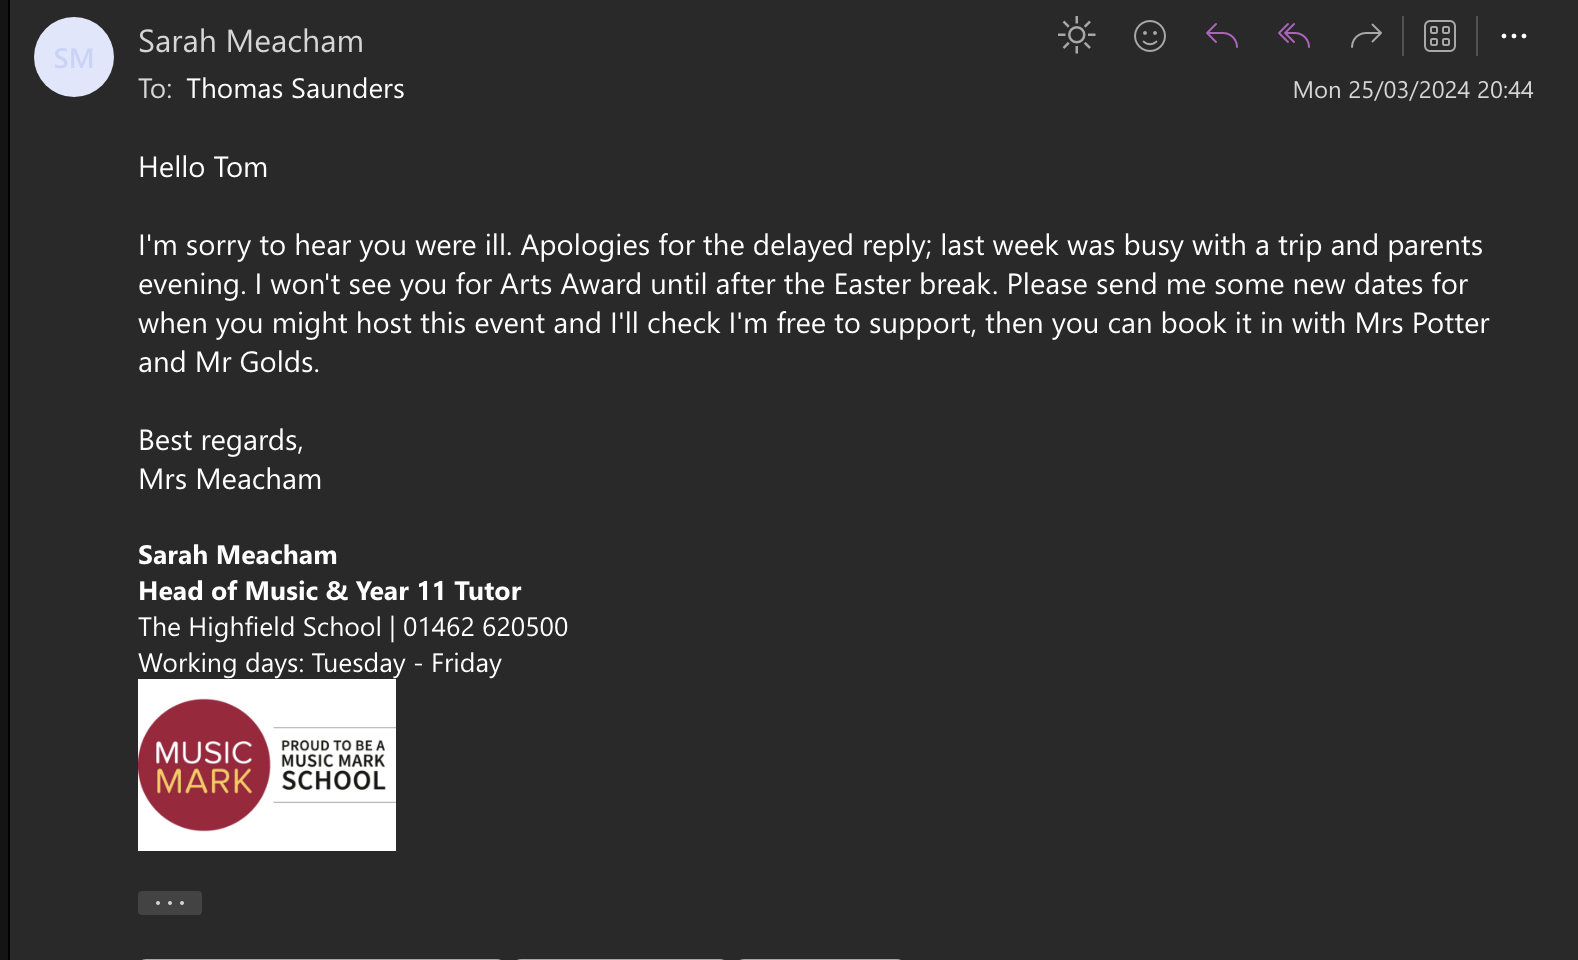 SM
Sarah Meacham
To: Thomas Saunders
Mon 25/03/2024 20:44
Hello Tom
I'm sorry to hear you were ill. Apologies for the delayed reply; last week was busy with a trip and parents
evening. I won't see you for Arts Award until after the Easter break. Please send me some new dates for
when you might host this event and I'll check I'm free to support, then you can book it in with Mrs Potter
and Mr Golds.
Best regards,
Mrs Meacham
Sarah Meacham
Head of Music & Year 11 Tutor
The Highfield School | 01462 620500
Working days: Tuesday - Friday
MUSIC
MARK
PROUD TO BE A
MUSIC MARK
SCHOOL